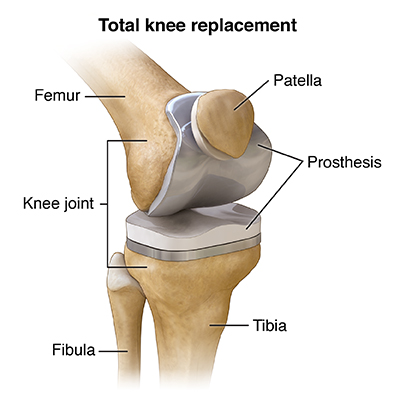 Total knee replacement
Patella
Femur
Prosthesis
Knee joint
Tibia
Fibula